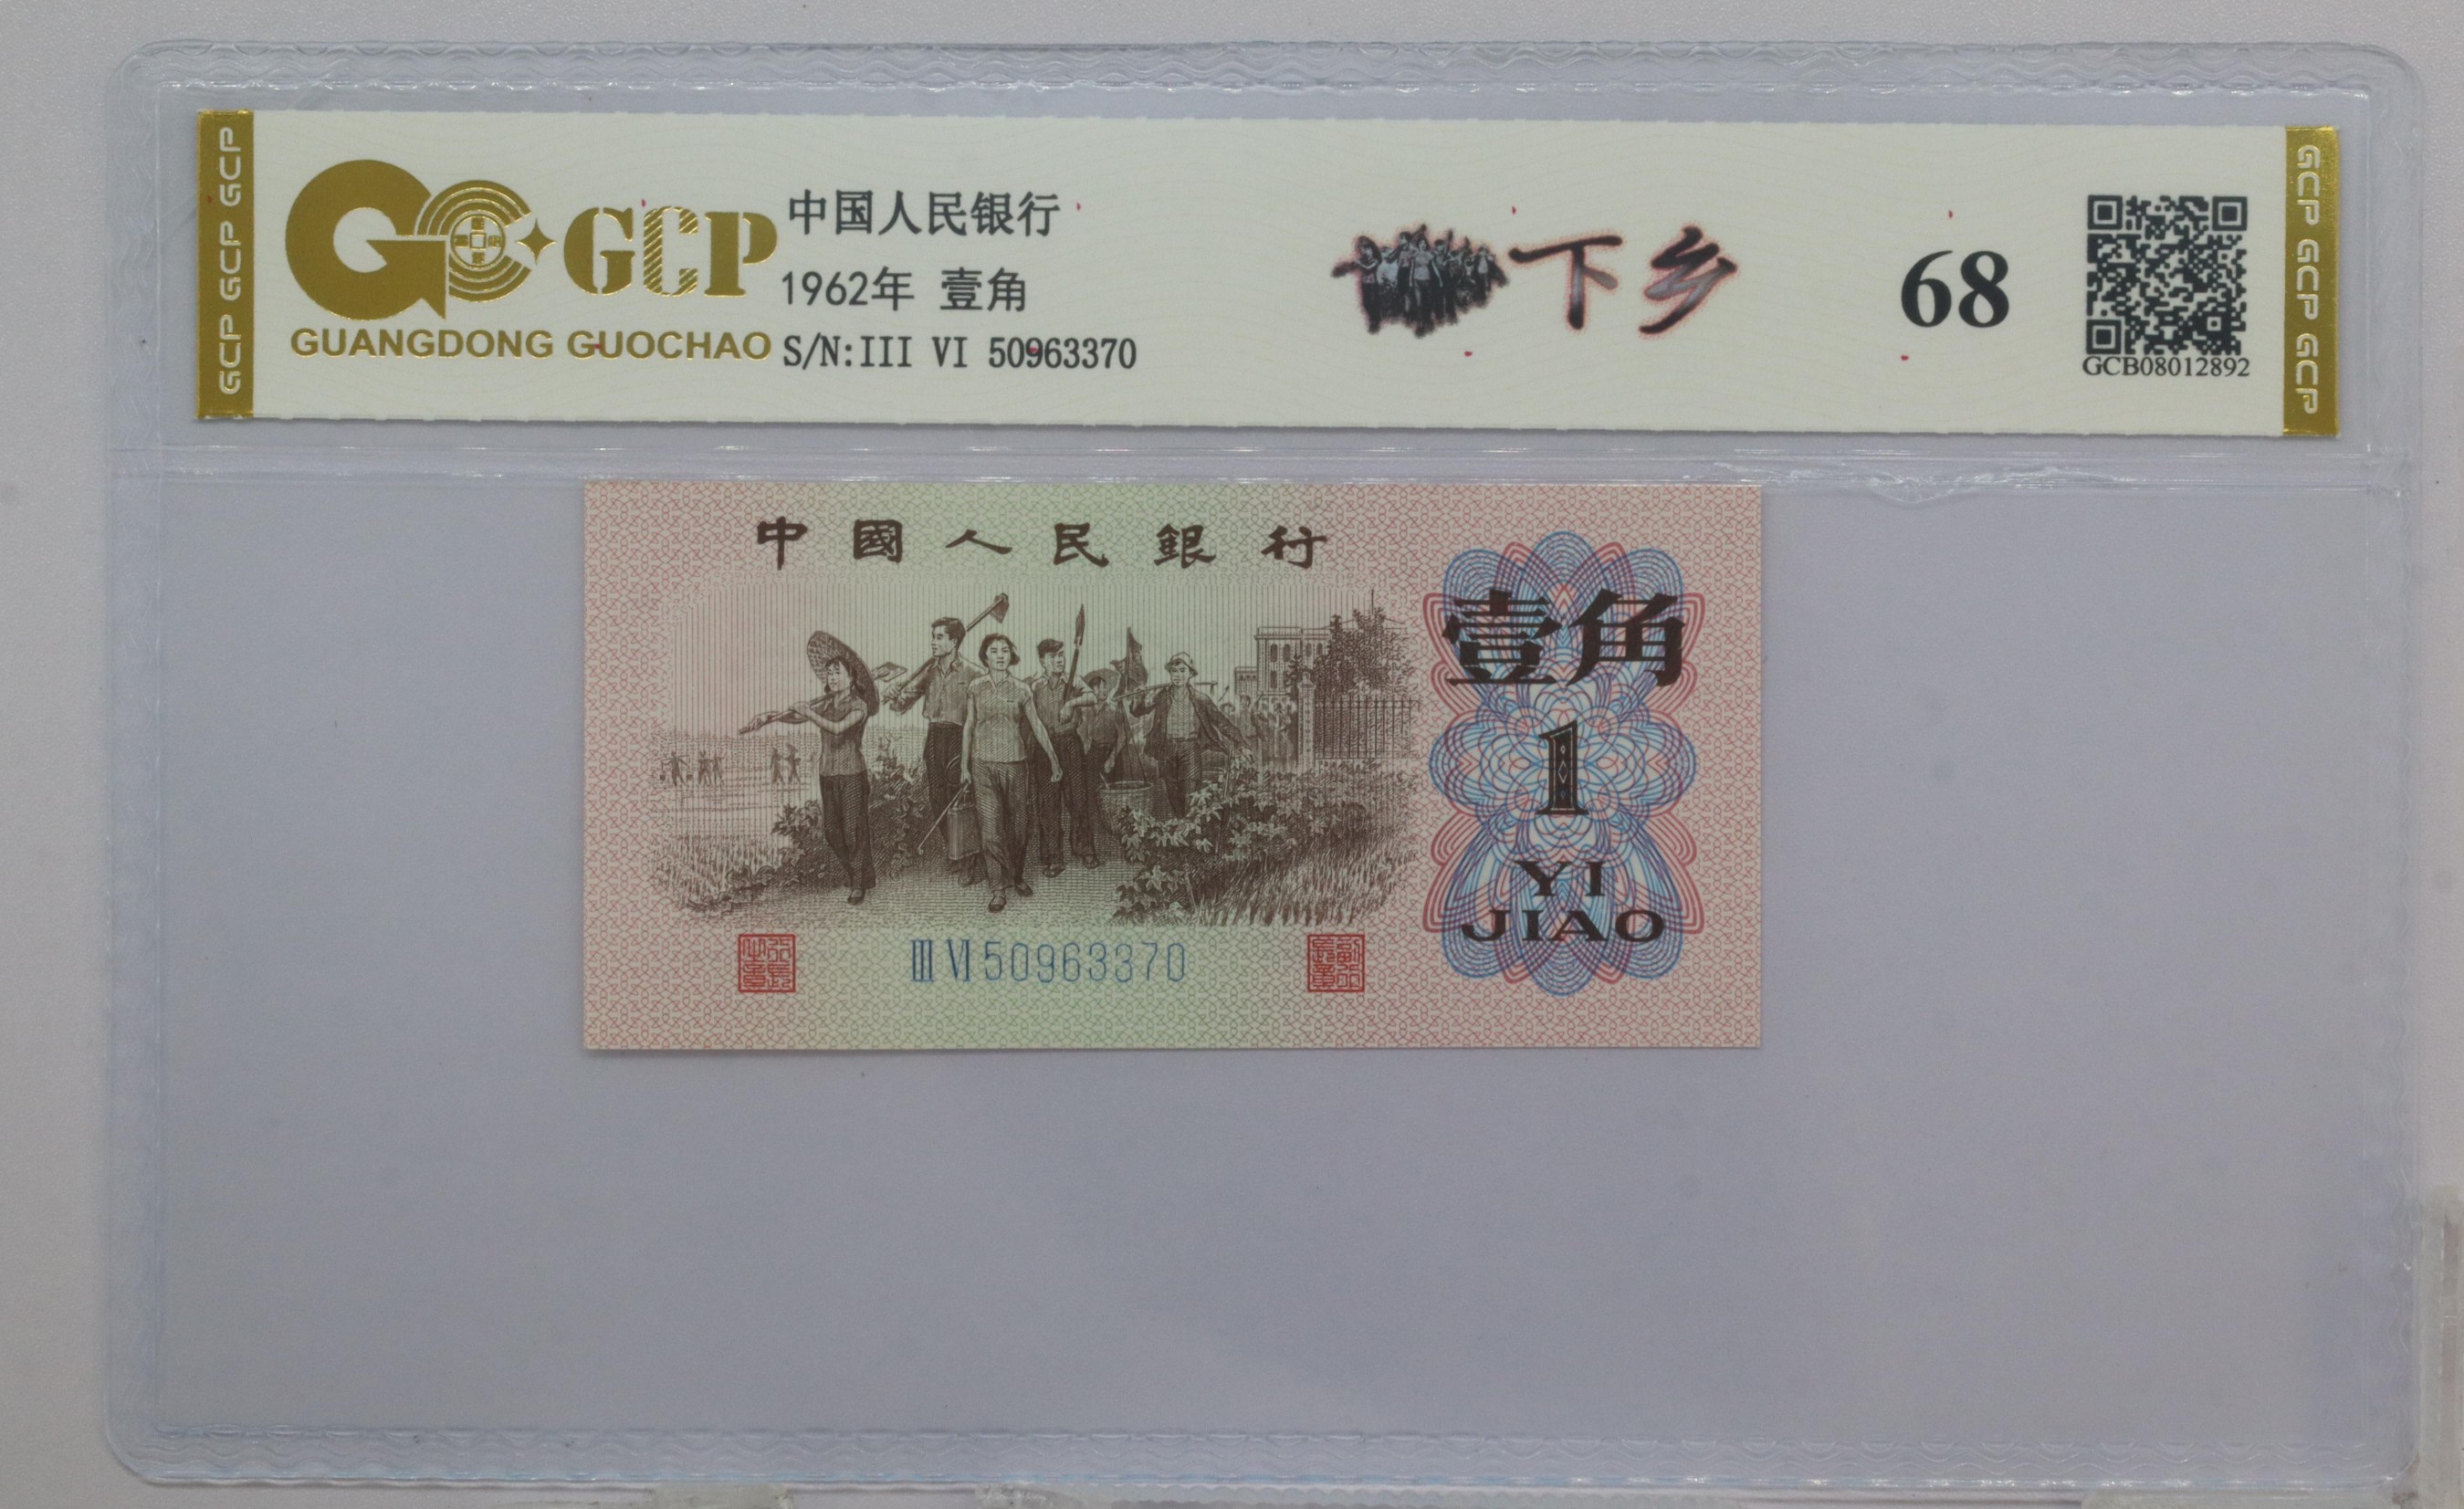 GCP GCP GCP
GCP
GUANGDONG GUOCHAO
中国人民银行
1962年 壹角
S/N:III VI 50963370
下乡
68
GCB08012892
GCP GCP GCP
中國人民銀行
壹角
1
YI
JIAO
III VI 50963370